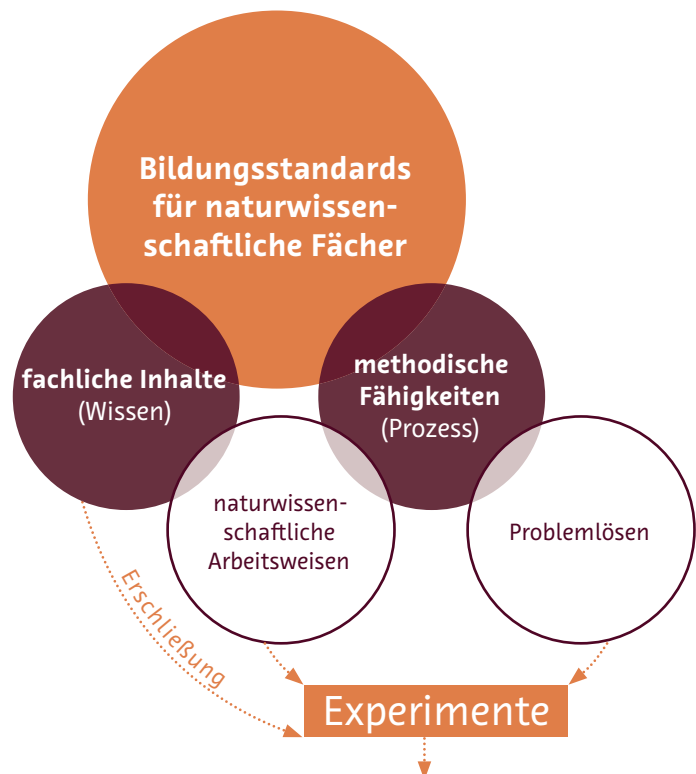 Bildungsstandards
für naturwissen-
schaftliche Fächer
fachliche Inhalte
(Wissen)
methodische
Fähigkeiten
(Prozess)
naturwissen-
schaftliche
Arbeitsweisen
Problemlösen
Erschließung
Experimente